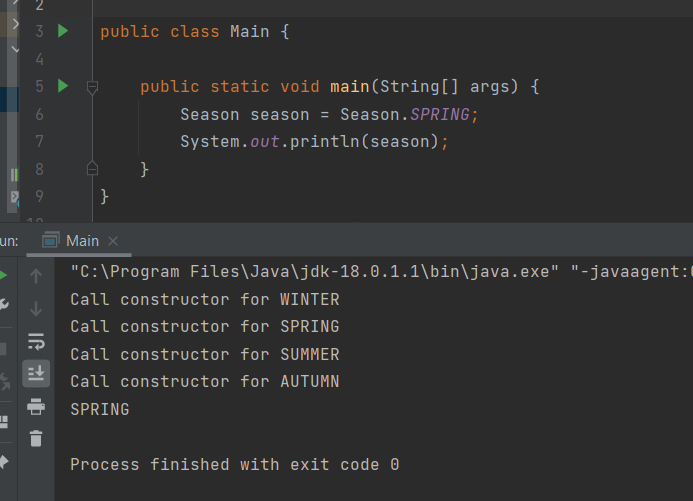 2
3 public class Main {
4
5 public static void main(String[] args) {
6 Season season = Season.SPRING;
7 System.out.println(season);
8 }
9 }
un: Main
"C:\Program Files\Java\jdk-18.0.1.1\bin\java.exe" "-javaagent:
Call constructor for WINTER
Call constructor for SPRING
Call constructor for SUMMER
Call constructor for AUTUMN
SPRING
Process finished with exit code 0